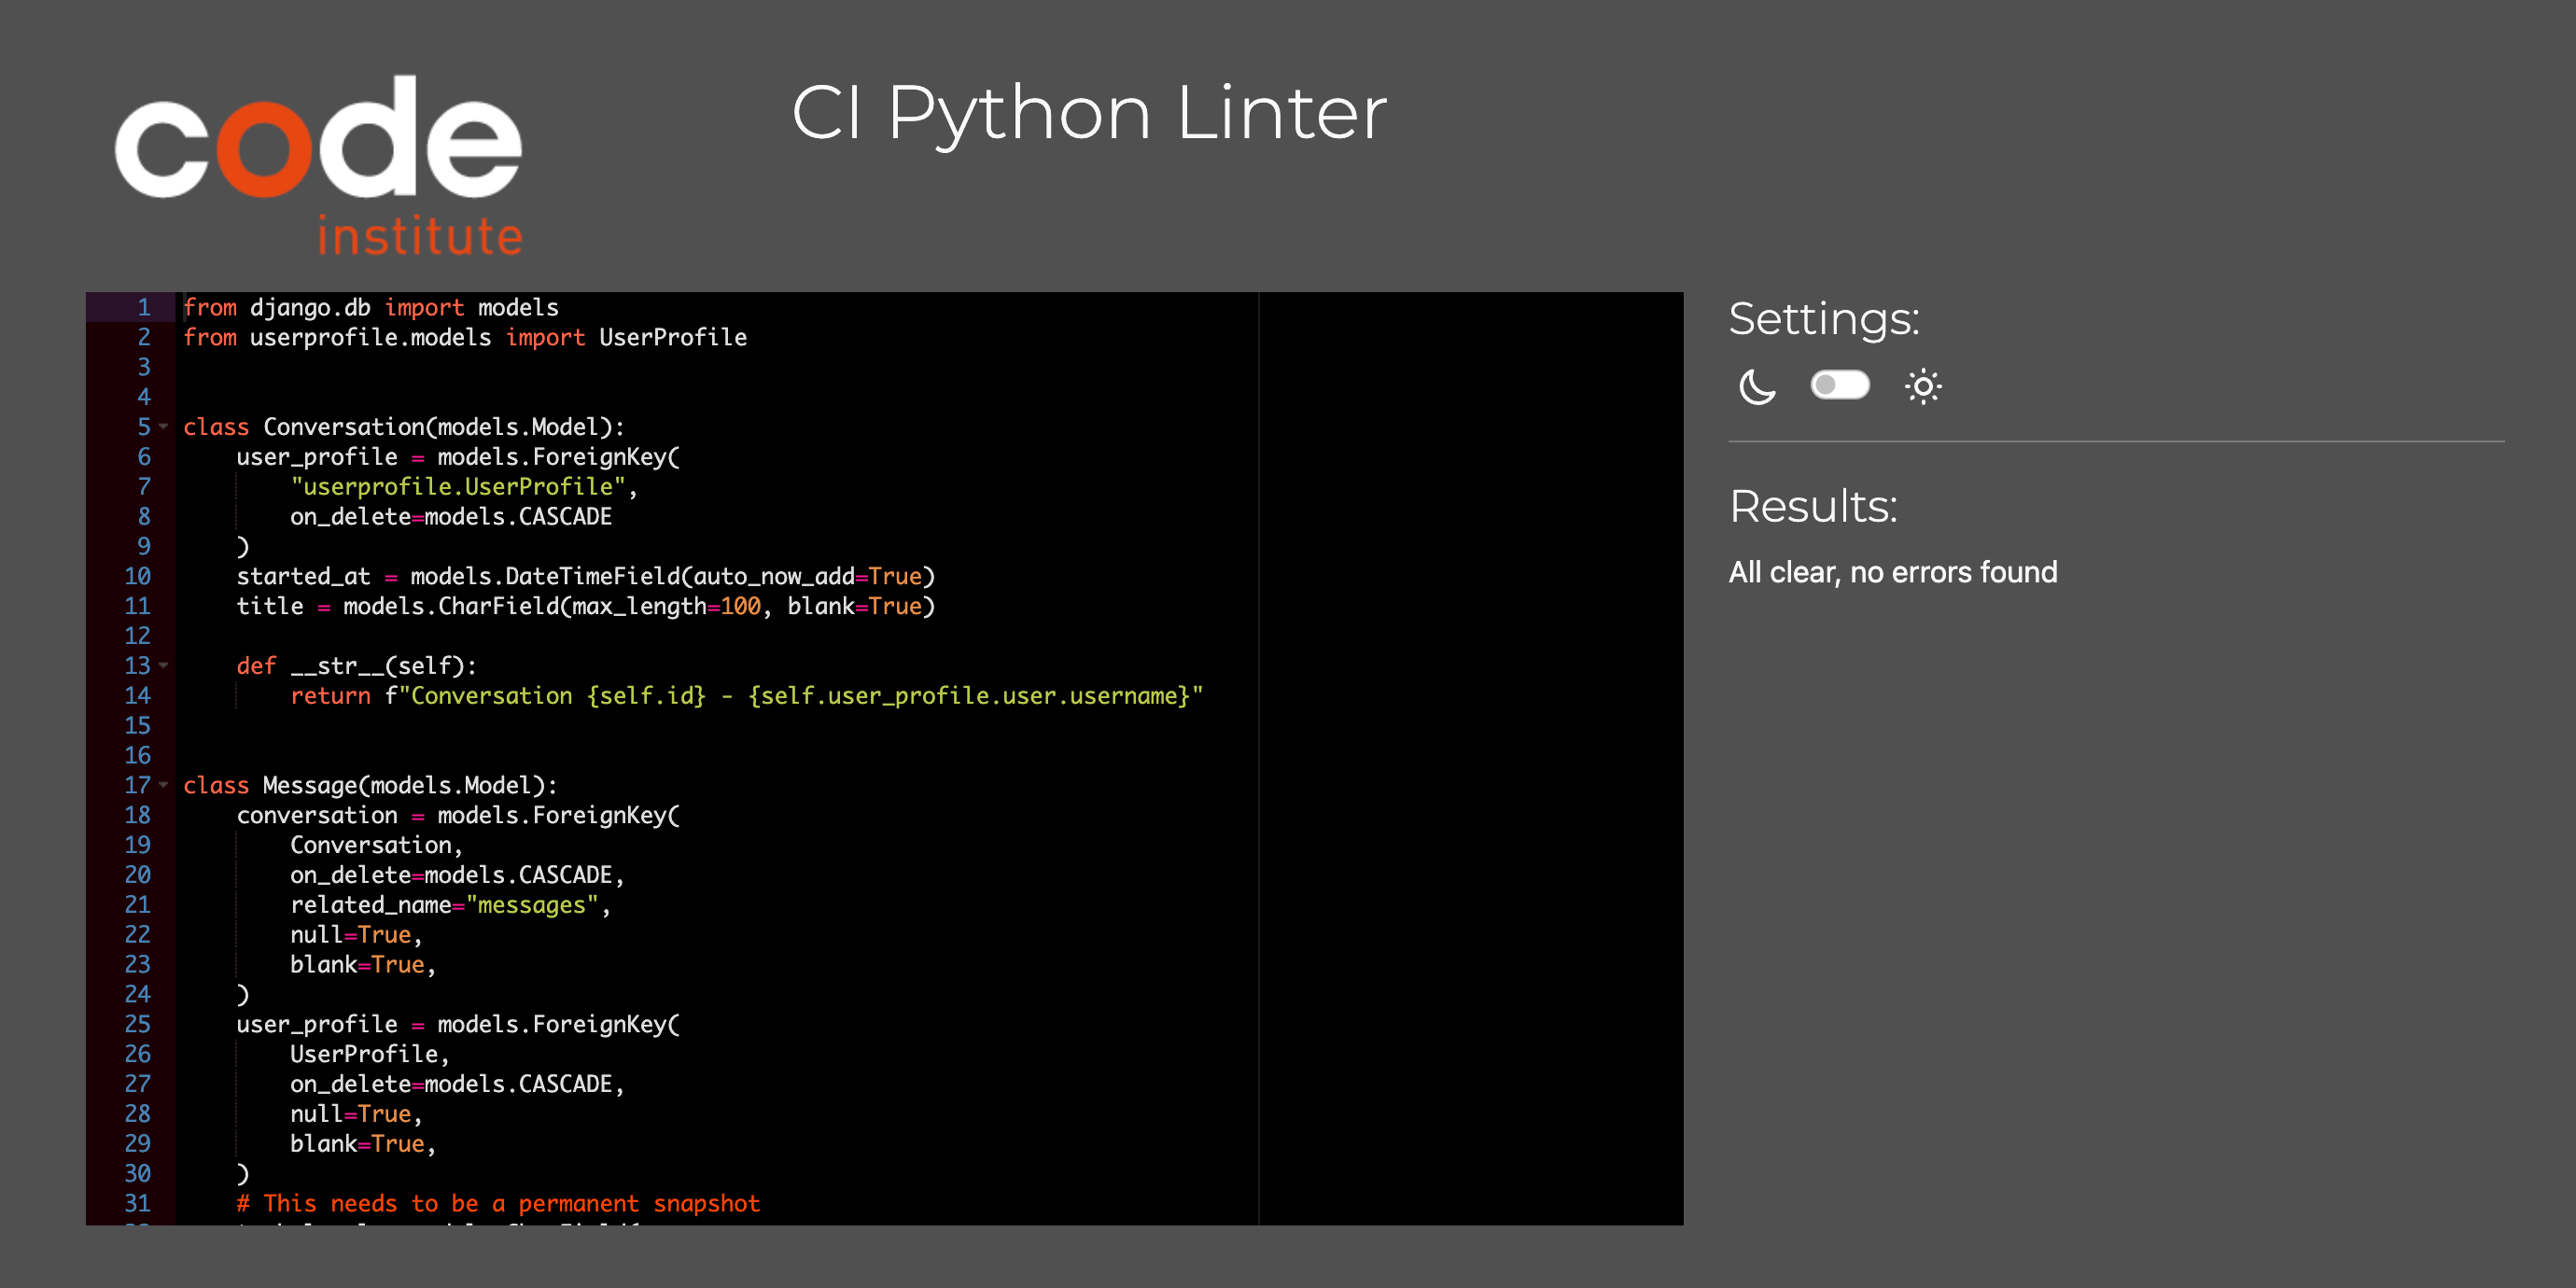 code
institute
CI Python Linter
1 from django.db import models
2 from userprofile.models import UserProfile
3
4
5 class Conversation(models.Model):
6     user_profile = models.ForeignKey(
7         "userprofile.UserProfile",
8         on_delete=models.CASCADE
9     )
10     started_at = models.DateTimeField(auto_now_add=True)
11     title = models.CharField(max_length=100, blank=True)
12
13     def __str__(self):
14         return f"Conversation {self.id} - {self.user_profile.user.username}"
15
16
17 class Message(models.Model):
18     conversation = models.ForeignKey(
19         Conversation,
20         on_delete=models.CASCADE,
21         related_name="messages",
22         null=True,
23         blank=True,
24     )
25     user_profile = models.ForeignKey(
26         UserProfile,
27         on_delete=models.CASCADE,
28         null=True,
29         blank=True,
30     )
31     # This needs to be a permanent snapshot
Settings:
Results:
All clear, no errors found